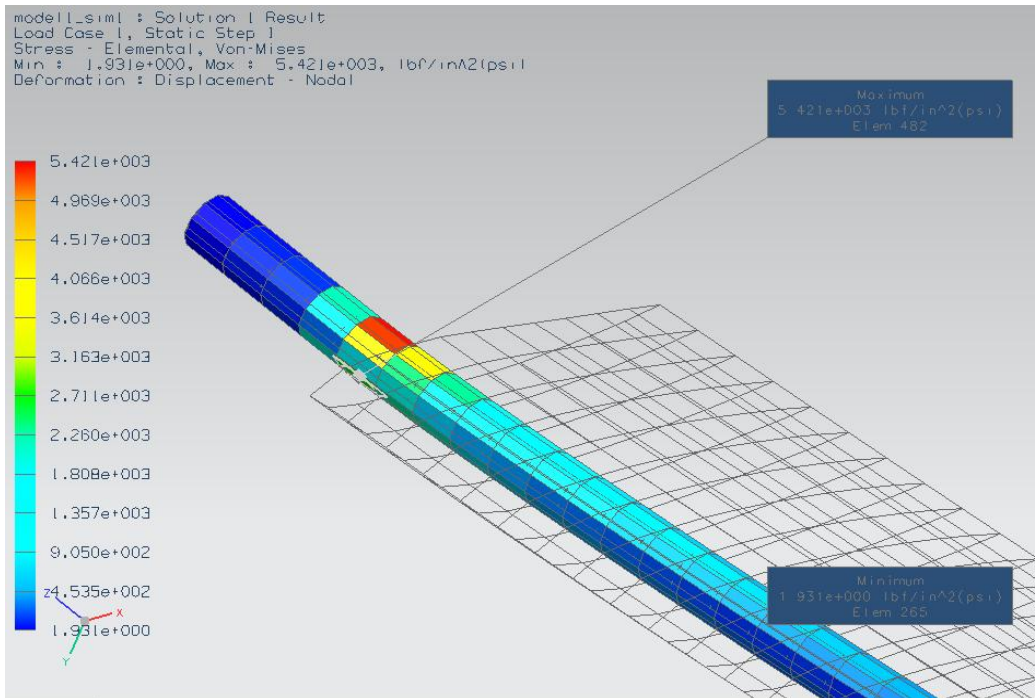 modell_sim1 : Solution 1 Result
Load Case 1, Static Step 1
Stress - Elemental, Von-Mises
Min : 1.931e+000, Max : 5.421e+003, lbf/in^2(psi)
Deformation : Displacement - Nodal
Maximum
5.421e+003 lbf/in^2(psi)
Elem 482
5.421e+003
4.969e+003
4.517e+003
4.066e+003
3.614e+003
3.163e+003
2.711e+003
2.260e+003
1.808e+003
1.357e+003
9.050e+002
4.535e+002
1.931e+000
Z
X
Y
Minimum
1.931e+000 lbf/in^2(psi)
Elem 265